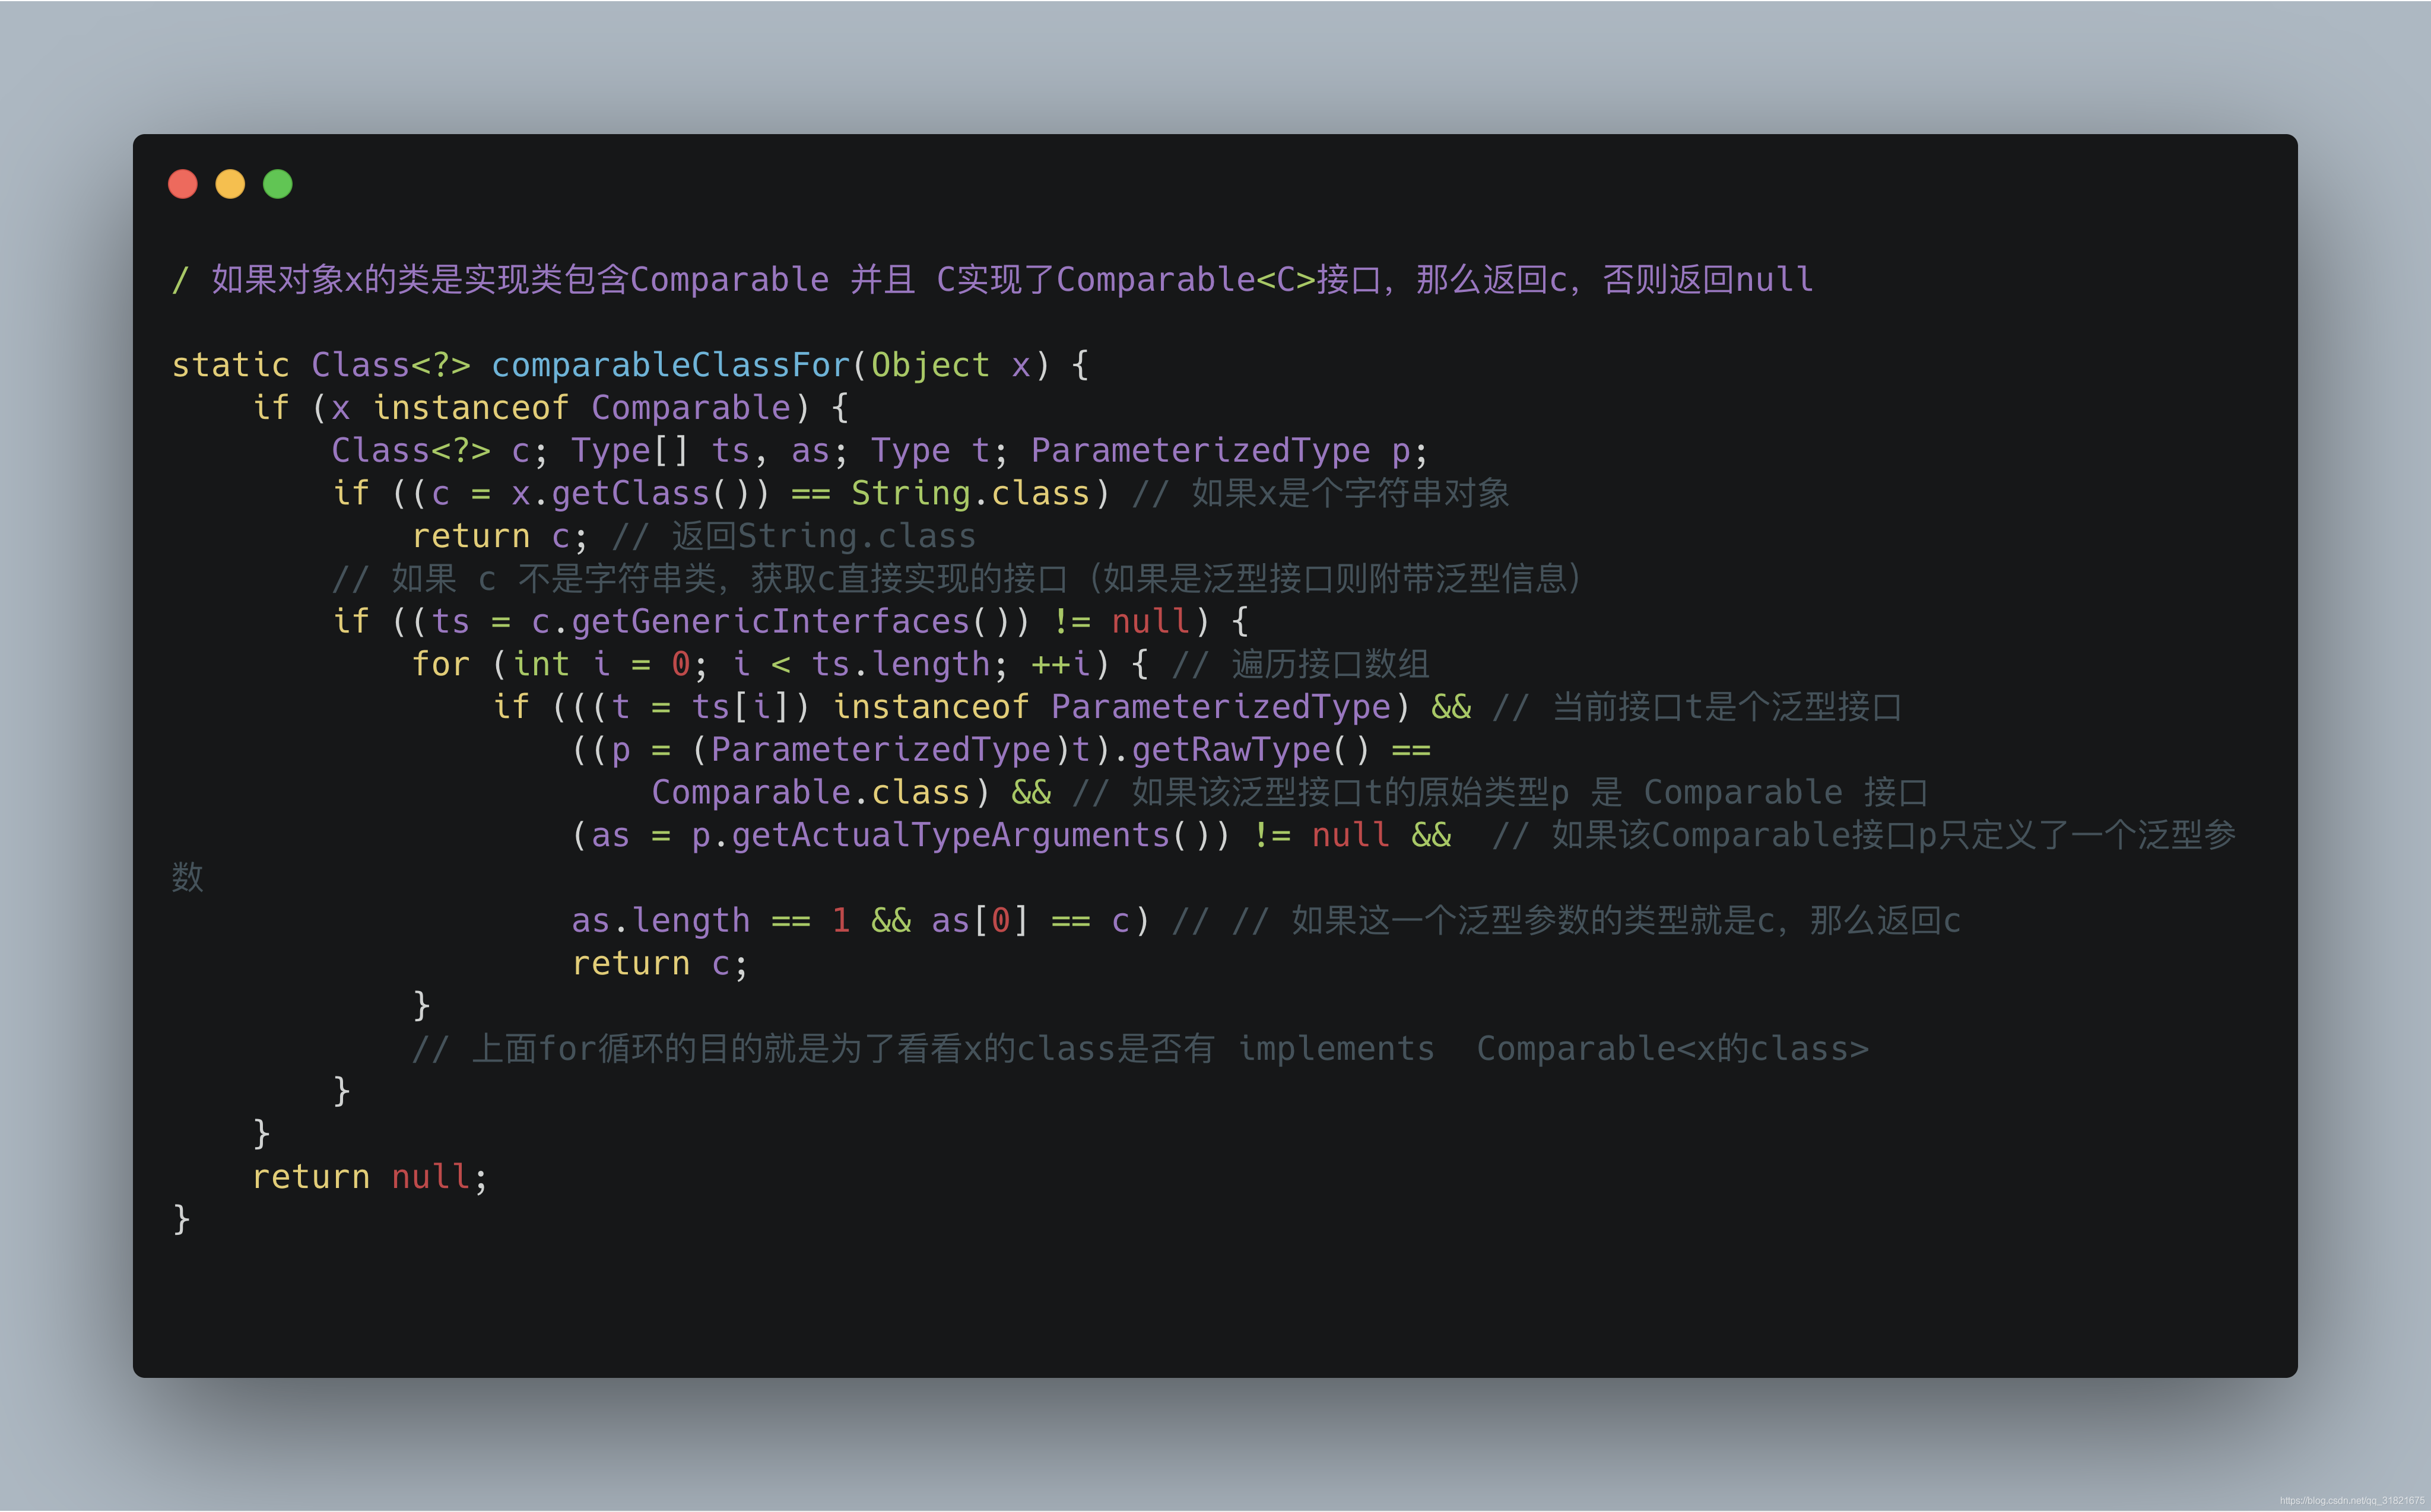 / 如果对象x的类是实现类包含Comparable 并且 C实现了Comparable<C>接口，那么返回c，否则返回null
static Class<?> comparableClassFor(Object x) {
    if (x instanceof Comparable) {
        Class<?> c; Type[] ts, as; Type t; ParameterizedType p;
        if ((c = x.getClass()) == String.class) // 如果x是个字符串对象
            return c; // 返回String.class
        // 如果 c 不是字符串类，获取c直接实现的接口（如果是泛型接口则附带泛型信息）
        if ((ts = c.getGenericInterfaces()) != null) {
            for (int i = 0; i < ts.length; ++i) { // 遍历接口数组
                if (((t = ts[i]) instanceof ParameterizedType) && // 当前接口t是个泛型接口
                    ((p = (ParameterizedType)t).getRawType() ==
                        Comparable.class) && // 如果该泛型接口t的原始类型p 是 Comparable 接口
                    (as = p.getActualTypeArguments()) != null &&  // 如果该Comparable接口p只定义了一个泛型参
数
                    as.length == 1 && as[0] == c) // // 如果这一个泛型参数的类型就是c，那么返回c
                    return c;
            }
            // 上面for循环的目的就是为了看看x的class是否有 implements  Comparable<x的class>
        }
    }
    return null;
}
https://blog.csdn.net/qq_31821675